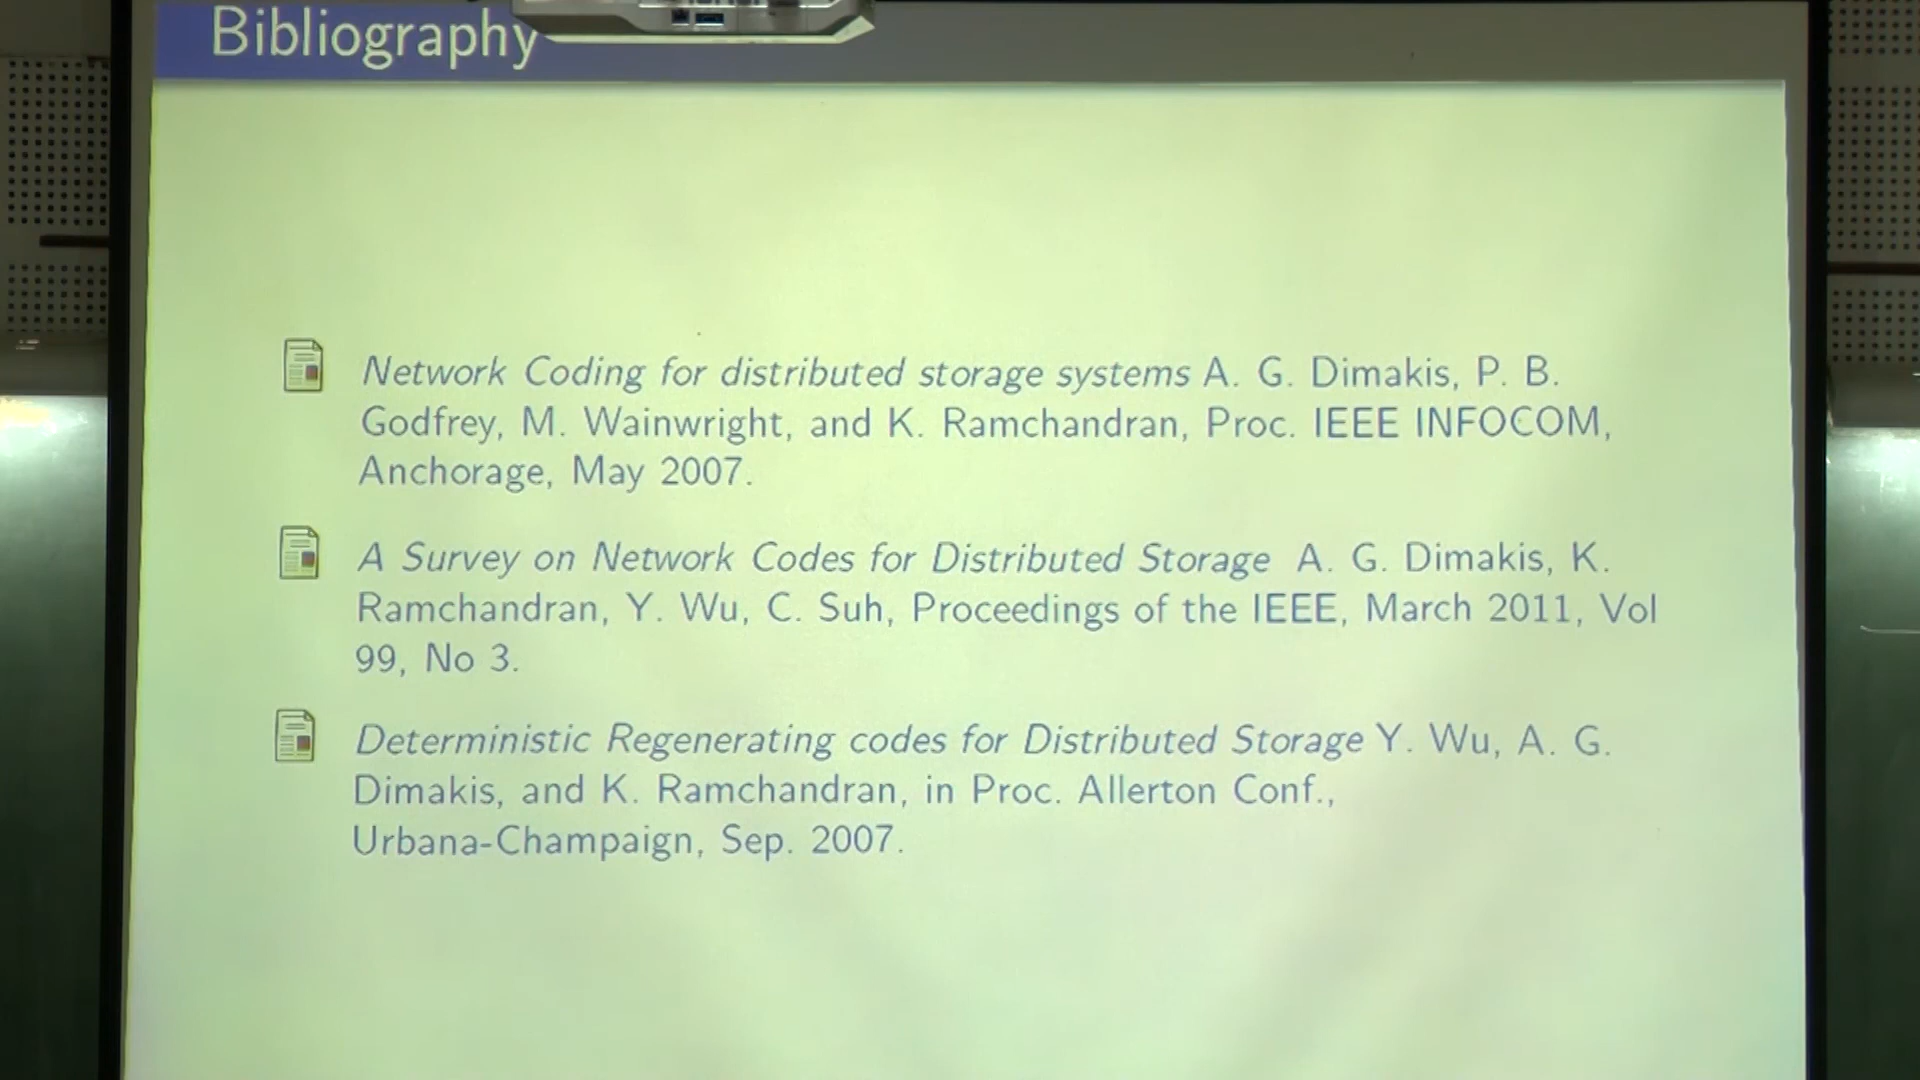 Bibliography
Network Coding for distributed storage systems A. G. Dimakis, P. B.
Godfrey, M. Wainwright, and K. Ramchandran, Proc. IEEE INFOCOM,
Anchorage, May 2007.
A Survey on Network Codes for Distributed Storage A. G. Dimakis, K.
Ramchandran, Y. Wu, C. Suh, Proceedings of the IEEE, March 2011, Vol
99, No 3.
Deterministic Regenerating codes for Distributed Storage Y. Wu, A. G.
Dimakis, and K. Ramchandran, in Proc. Allerton Conf.,
Urbana-Champaign, Sep. 2007.